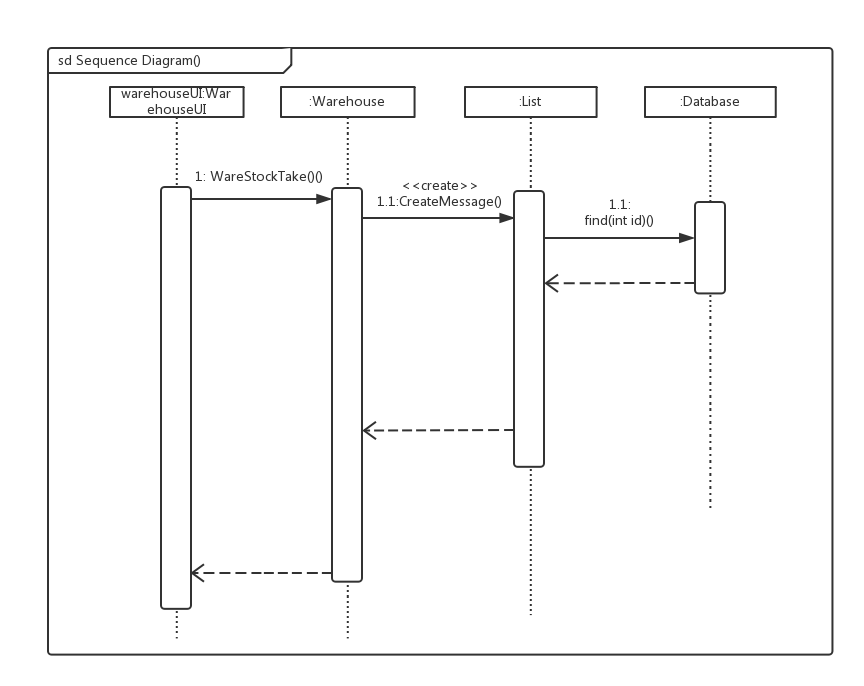 sd Sequence Diagram()
warehouseUI:War
ehouseUI
:Warehouse
:List
:Database
1: WareStockTake()()
<<create>>
1.1:CreateMessage()
1.1:
find(int id)()